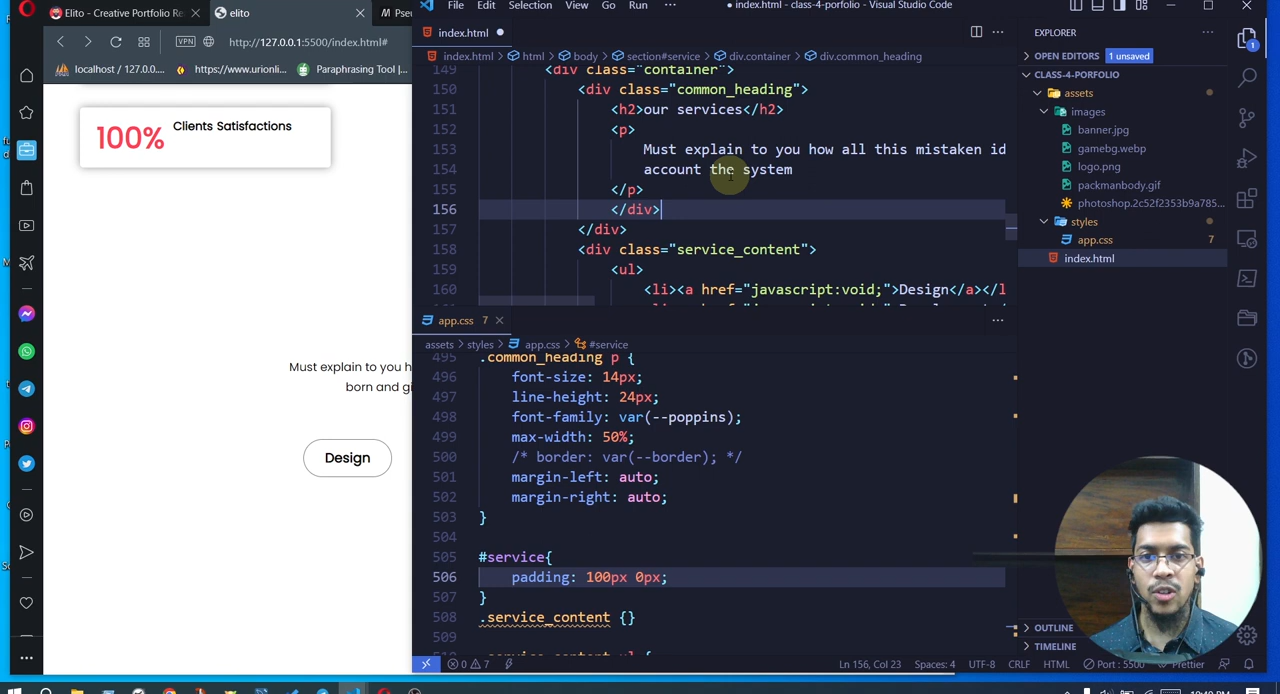 Elito - Creative Portfolio Re
elito
Pseu
File Edit Selection View Go Run ··· index.html - class-4-porfolio - Visual Studio Code
VPN http://127.0.0.1:5500/index.html#
localhost / 127.0....
https://www.urionli...
Paraphrasing Tool |...
100% Clients Satisfactions
Must explain to you h
born and gi
Design
index.html
index.html > html > body > section#service > div.container > div.common_heading
149 <div class="container">
150 <div class="common_heading">
151 <h2>our services</h2>
152 <p>
153 Must explain to you how all this mistaken id
154 account the system
155 </p>
156 </div>
157 </div>
158 <div class="service_content">
159 <ul>
160 <li><a href="javascript:void;">Design</a></l
app.css 7
assets > styles > app.css > #service
495 .common_heading p {
496 font-size: 14px;
497 line-height: 24px;
498 font-family: var(--poppins);
499 max-width: 50%;
500 /* border: var(--border); */
501 margin-left: auto;
502 margin-right: auto;
503 }
504
505 #service{
506 padding: 100px 0px;
507 }
508 .service_content {}
509
EXPLORER
OPEN EDITORS 1 unsaved
CLASS-4-PORFOLIO
assets
images
banner.jpg
gamebg.webp
logo.png
packmanbody.gif
photoshop.2c52f2353b9a785...
styles
app.css 7
index.html
OUTLINE
TIMELINE
0 7 Ln 156, Col 23 Spaces: 4 UTF-8 CRLF HTML Port : 5500 Prettier